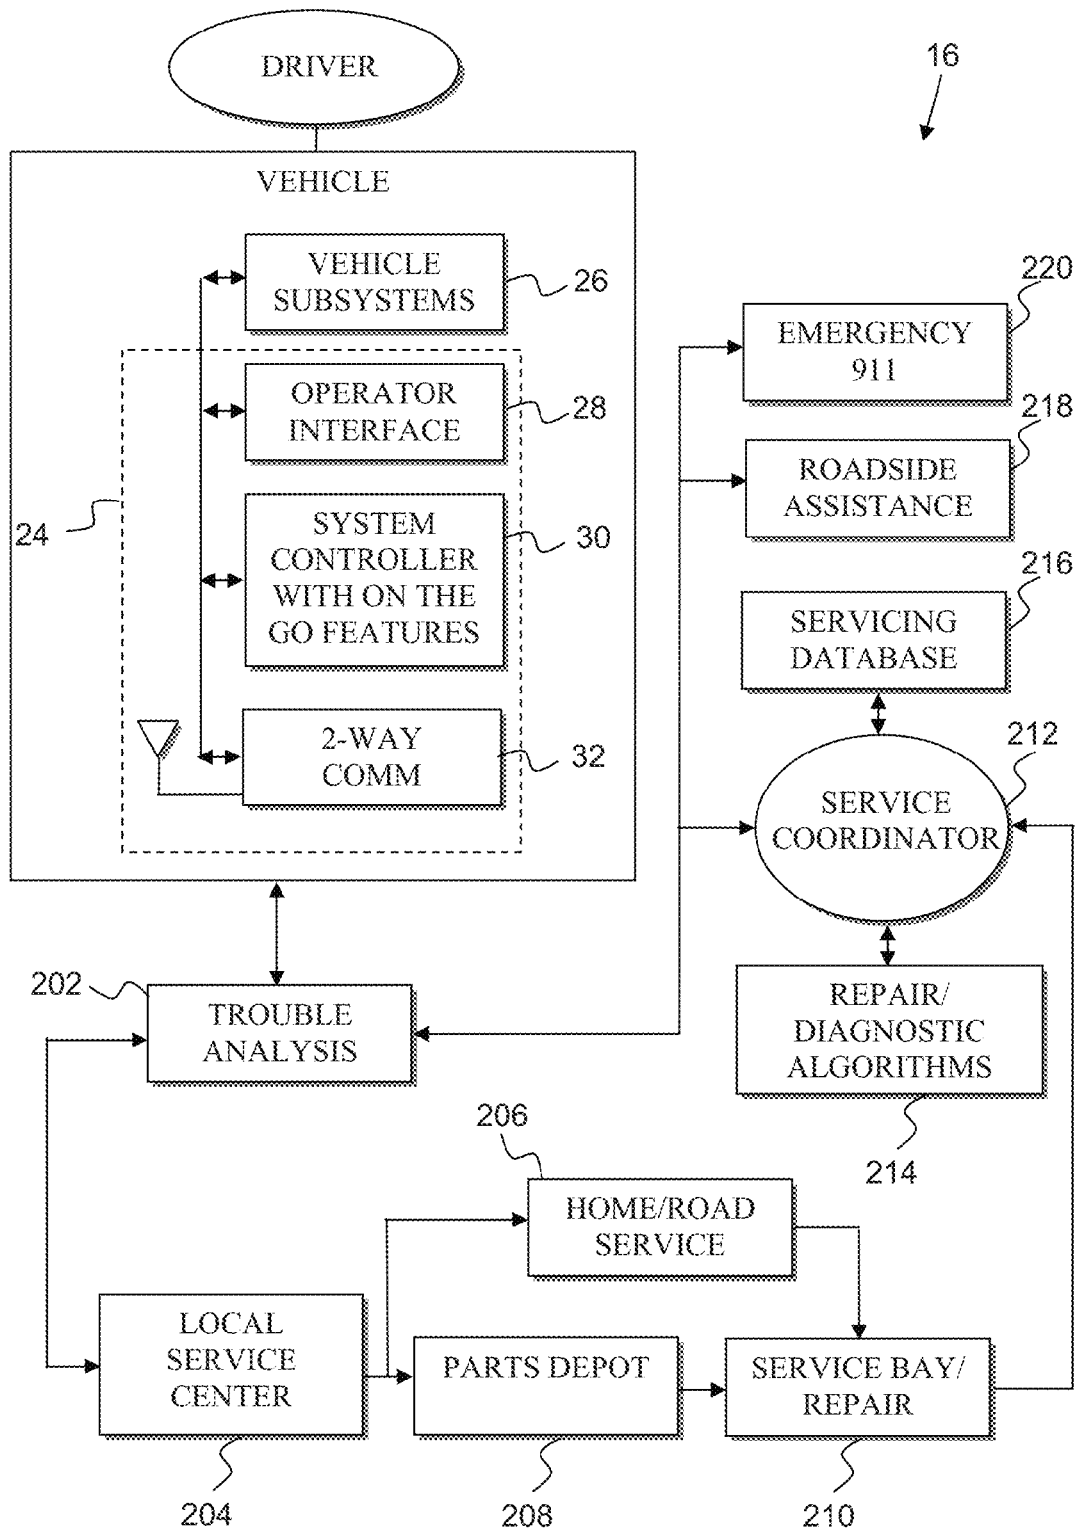 DRIVER
16
VEHICLE
VEHICLE
SUBSYSTEMS
26
OPERATOR
INTERFACE
28
24
SYSTEM
CONTROLLER
WITH ON THE
GO FEATURES
30
2-WAY
COMM
32
220
EMERGENCY
911
218
ROADSIDE
ASSISTANCE
216
SERVICING
DATABASE
212
SERVICE
COORDINATOR
202
TROUBLE
ANALYSIS
REPAIR/
DIAGNOSTIC
ALGORITHMS
214
206
HOME/ROAD
SERVICE
LOCAL
SERVICE
CENTER
204
PARTS DEPOT
208
SERVICE BAY/
REPAIR
210